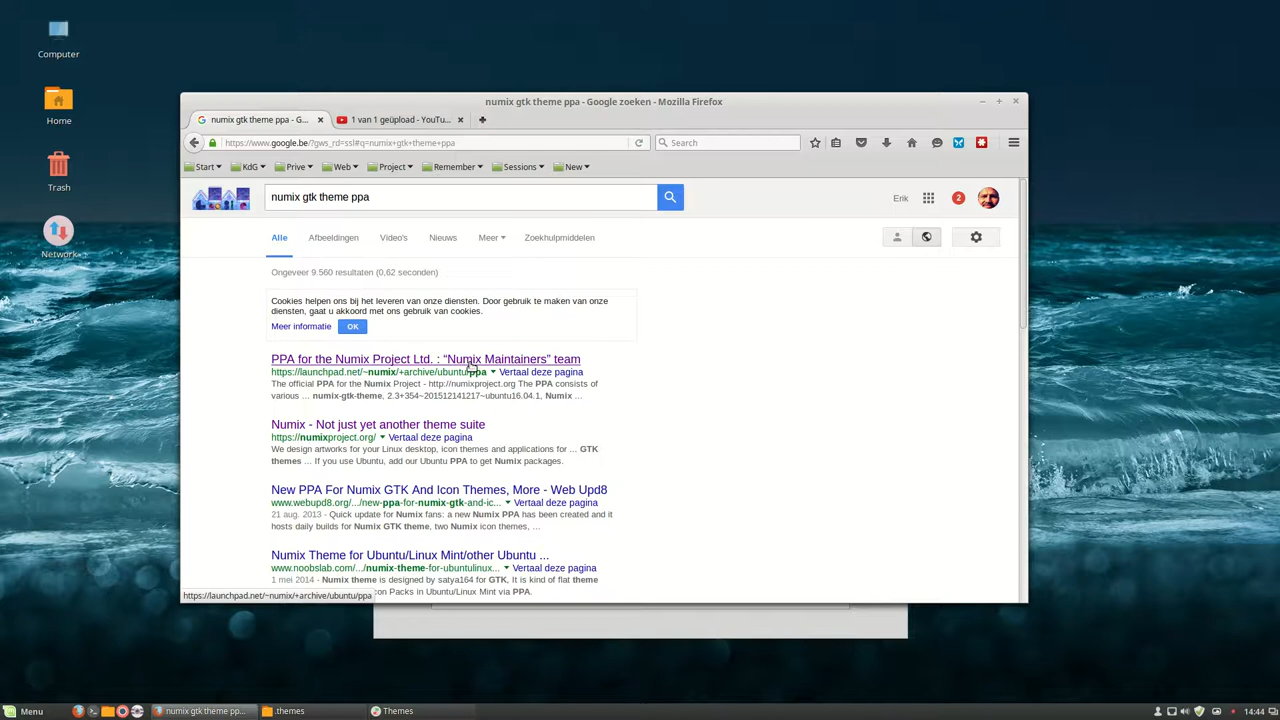 Computer
Home
Trash
Network
numix gtk theme ppa - Google zoeken - Mozilla Firefox
numix gtk theme ppa - G...
1 van 1 geüpload - YouTu...
https://www.google.be/?gws_rd=ssl#q=numix+gtk+theme+ppa
Search
Start
KdG
Prive
Web
Project
Remember
Sessions
New
numix gtk theme ppa
Erik
2
Alle
Afbeeldingen
Video's
Nieuws
Meer
Zoekhulpmiddelen
Ongeveer 9.560 resultaten (0,62 seconden)
Cookies helpen ons bij het leveren van onze diensten. Door gebruik te maken van onze
diensten, gaat u akkoord met ons gebruik van cookies.
Meer informatie
OK
PPA for the Numix Project Ltd. : “Numix Maintainers” team
https://launchpad.net/~numix/+archive/ubuntu/ppa Vertaal deze pagina
The official PPA for the Numix Project - http://numixproject.org The PPA consists of
various ... numix-gtk-theme, 2.3+354~201512141217~ubuntu16.04.1, Numix ...
Numix - Not just yet another theme suite
https://numixproject.org/ Vertaal deze pagina
We design artworks for your Linux desktop, icon themes and applications for ... GTK
themes ... If you use Ubuntu, add our Ubuntu PPA to get Numix packages.
New PPA For Numix GTK And Icon Themes, More - Web Upd8
www.webupd8.org/.../new-ppa-for-numix-gtk-and-ic... Vertaal deze pagina
21 aug. 2013 - Quick update for Numix fans: a new Numix PPA has been created and it
hosts daily builds for Numix GTK theme, two Numix icon themes, ...
Numix Theme for Ubuntu/Linux Mint/other Ubuntu ...
www.noobslab.com/.../numix-theme-for-ubuntulinux... Vertaal deze pagina
1 mei 2014 - Numix theme is designed by satya164 for GTK, It is kind of flat theme
con Packs in Ubuntu/Linux Mint via PPA.
https://launchpad.net/~numix/+archive/ubuntu/ppa
Menu
numix gtk theme pp...
.themes
Themes
14:44